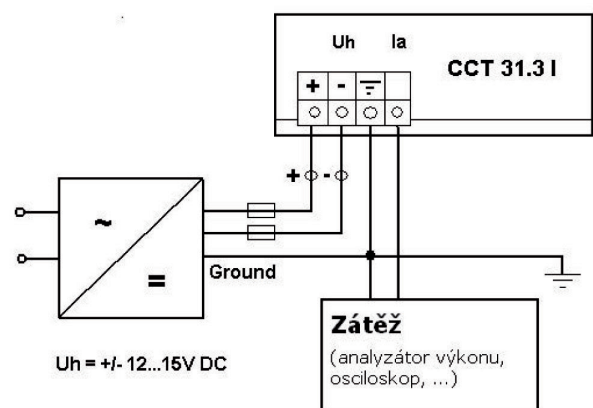 Uh Ia
CCT 31.3 I
+ -
+ -
~
=
Ground
Uh = +/- 12...15V DC
Zátěž
(analyzátor výkonu,
osciloskop, ...)